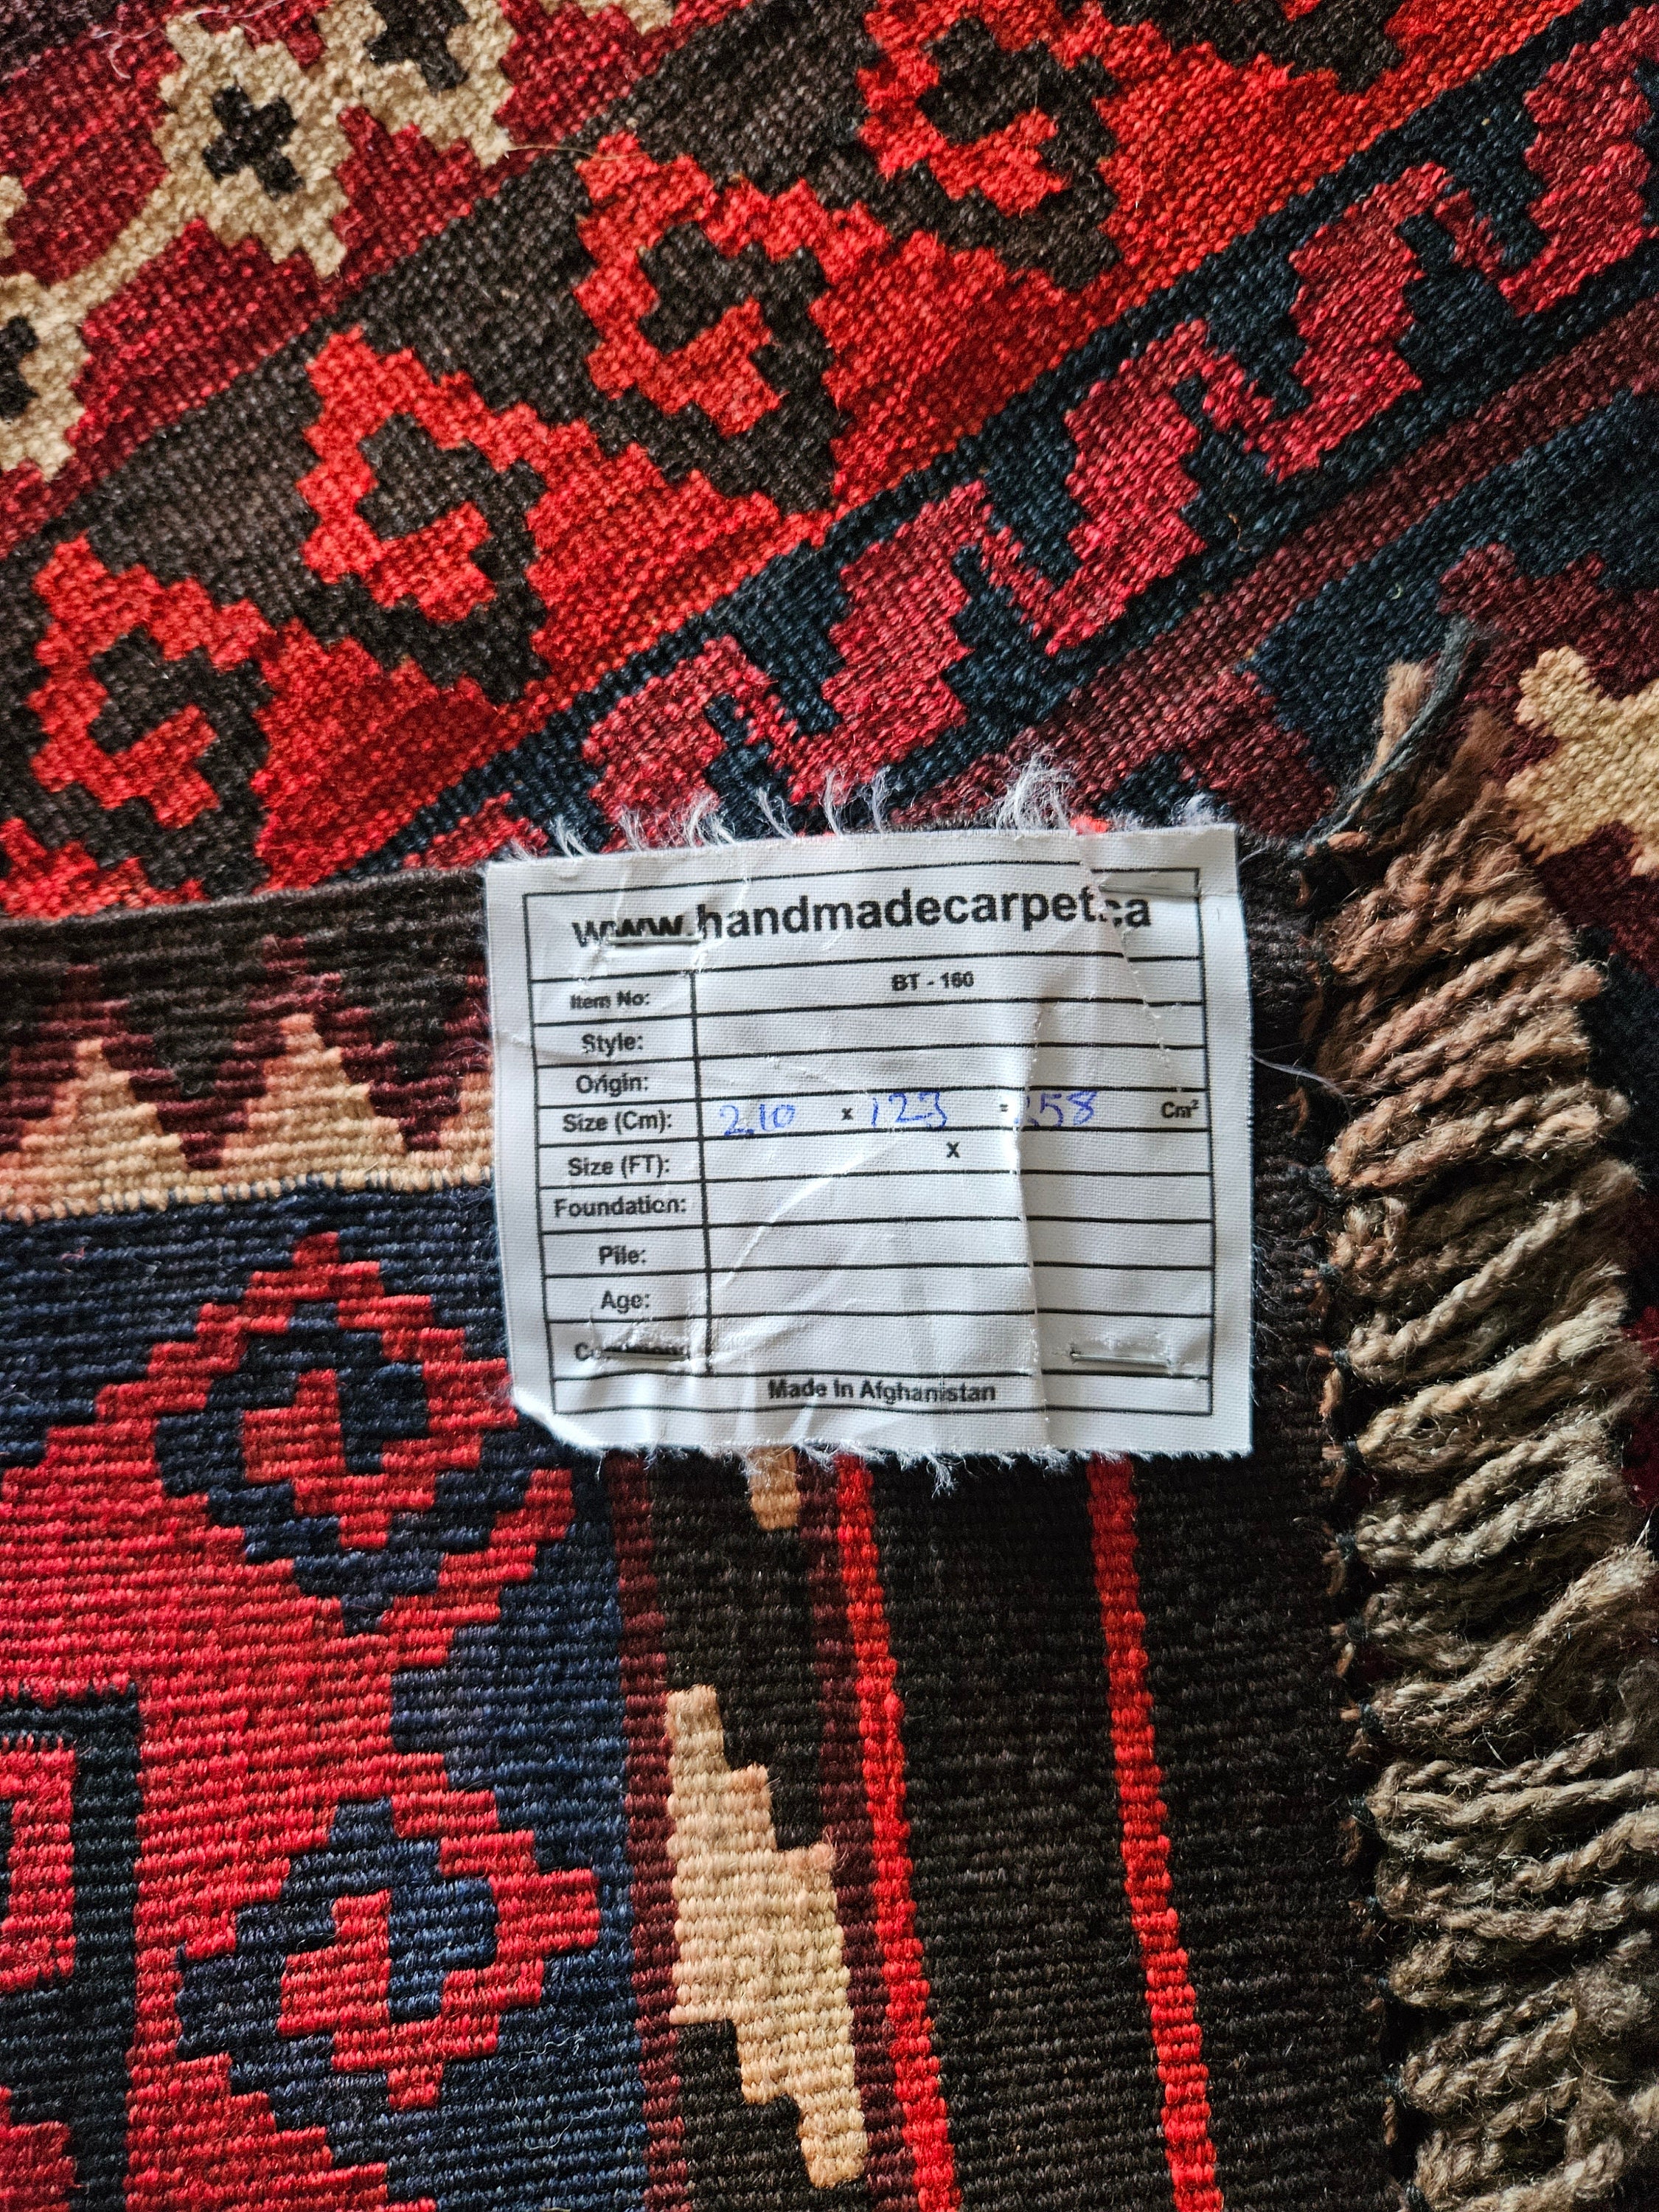 www.handmadecarpet.ca
Item No: BT - 160
Style:
Origin:
Size (Cm): 210 x 123 = 258 Cm²
Size (FT): x
Foundation:
Pile:
Age:
Made In Afghanistan